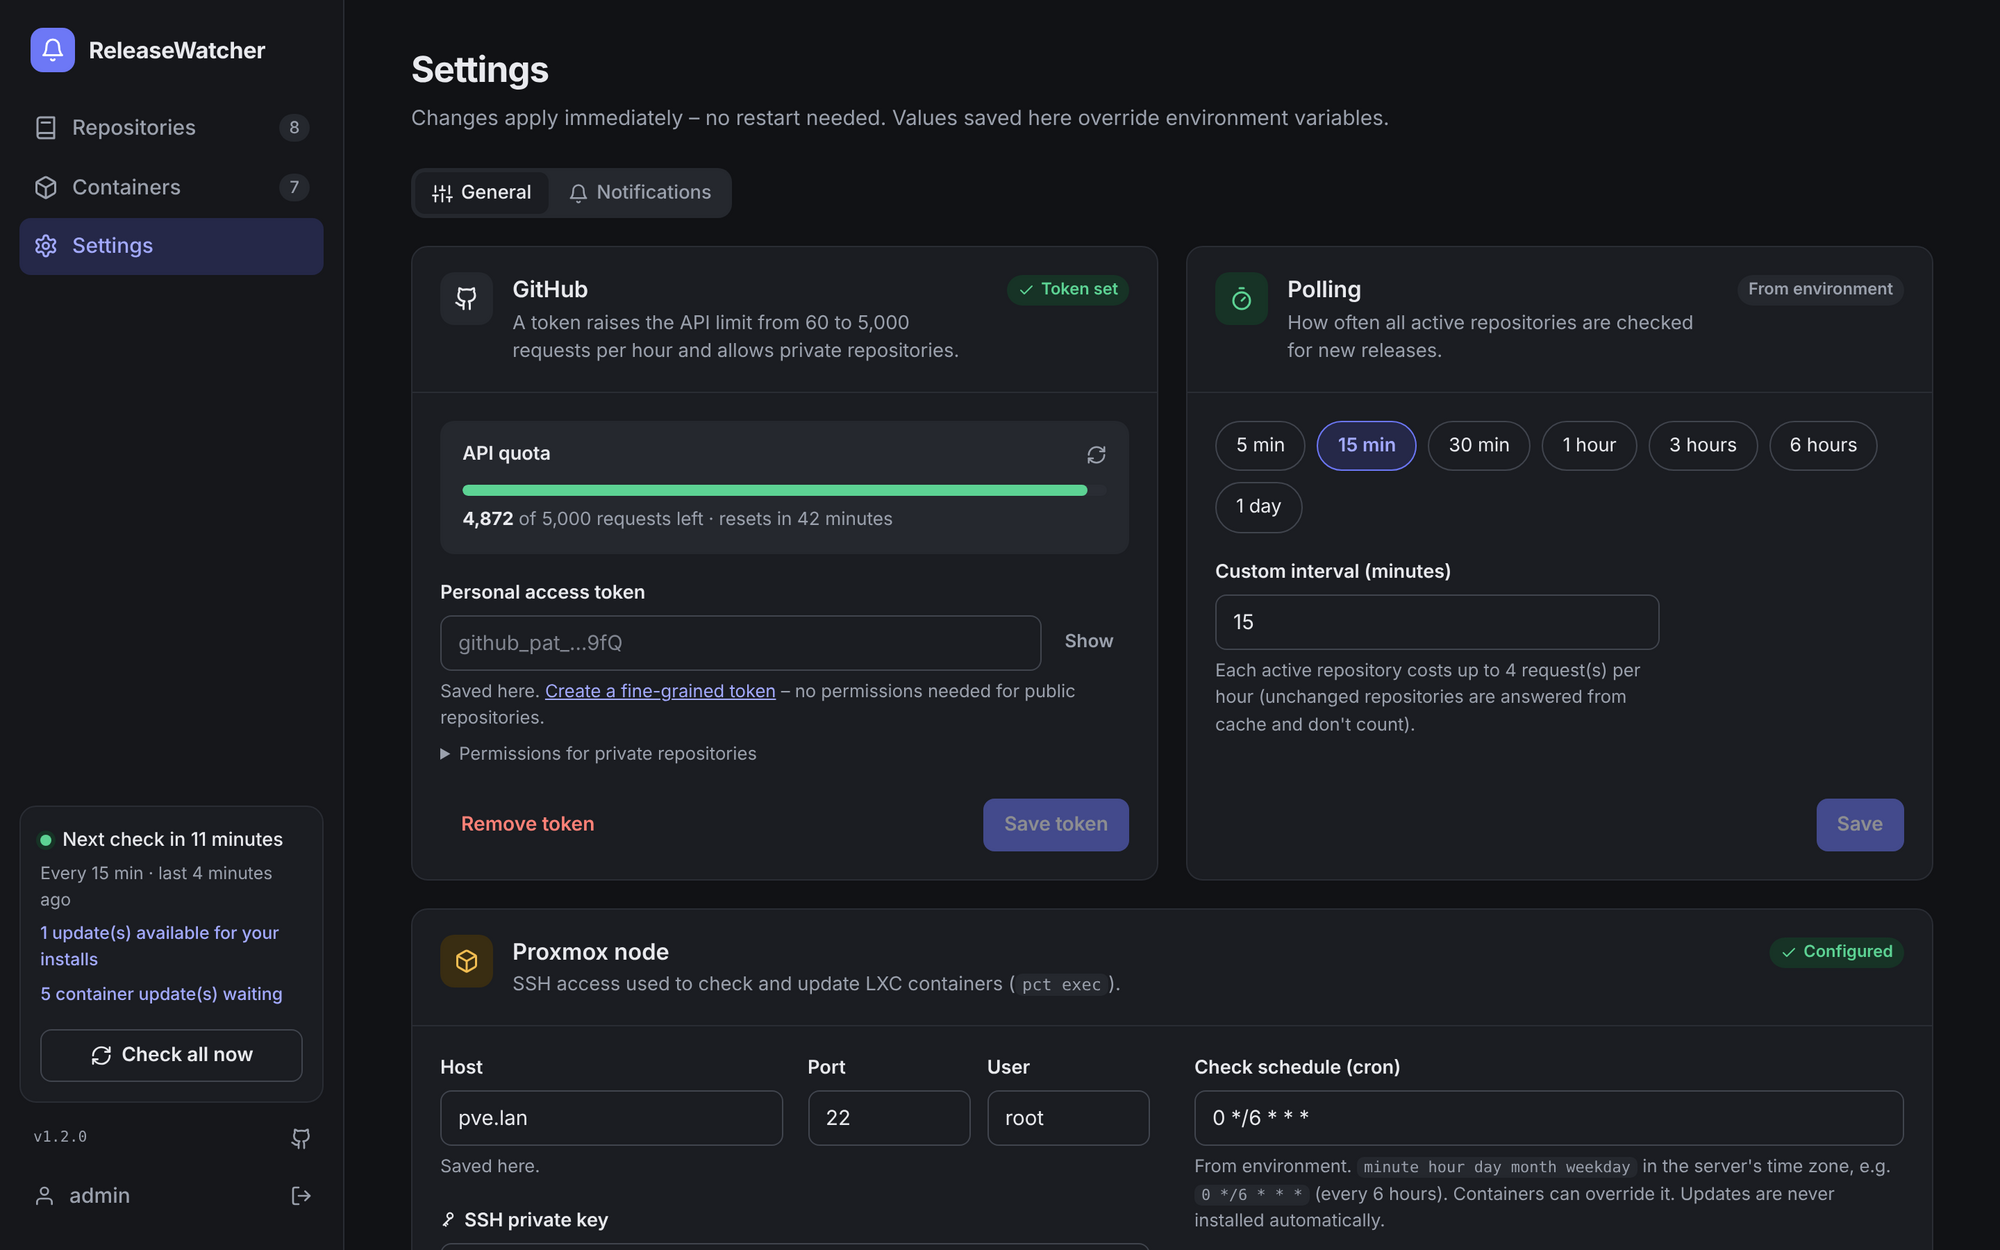 ReleaseWatcher
Repositories 8
Containers 7
Settings
Next check in 11 minutes
Every 15 min · last 4 minutes
ago
1 update(s) available for your
installs
5 container update(s) waiting
Check all now
v1.2.0
admin
Settings
Changes apply immediately – no restart needed. Values saved here override environment variables.
General
Notifications
GitHub
Token set
A token raises the API limit from 60 to 5,000
requests per hour and allows private repositories.
API quota
4,872 of 5,000 requests left · resets in 42 minutes
Personal access token
github_pat_…9fQ
Show
Saved here. Create a fine-grained token – no permissions needed for public
repositories.
Permissions for private repositories
Remove token
Save token
Polling
From environment
How often all active repositories are checked
for new releases.
5 min
15 min
30 min
1 hour
3 hours
6 hours
1 day
Custom interval (minutes)
15
Each active repository costs up to 4 request(s) per
hour (unchanged repositories are answered from
cache and don't count).
Save
Proxmox node
Configured
SSH access used to check and update LXC containers (pct exec).
Host
pve.lan
Saved here.
Port
22
User
root
SSH private key
Check schedule (cron)
0 */6 * * *
From environment. minute hour day month weekday in the server's time zone, e.g.
0 */6 * * * (every 6 hours). Containers can override it. Updates are never
installed automatically.